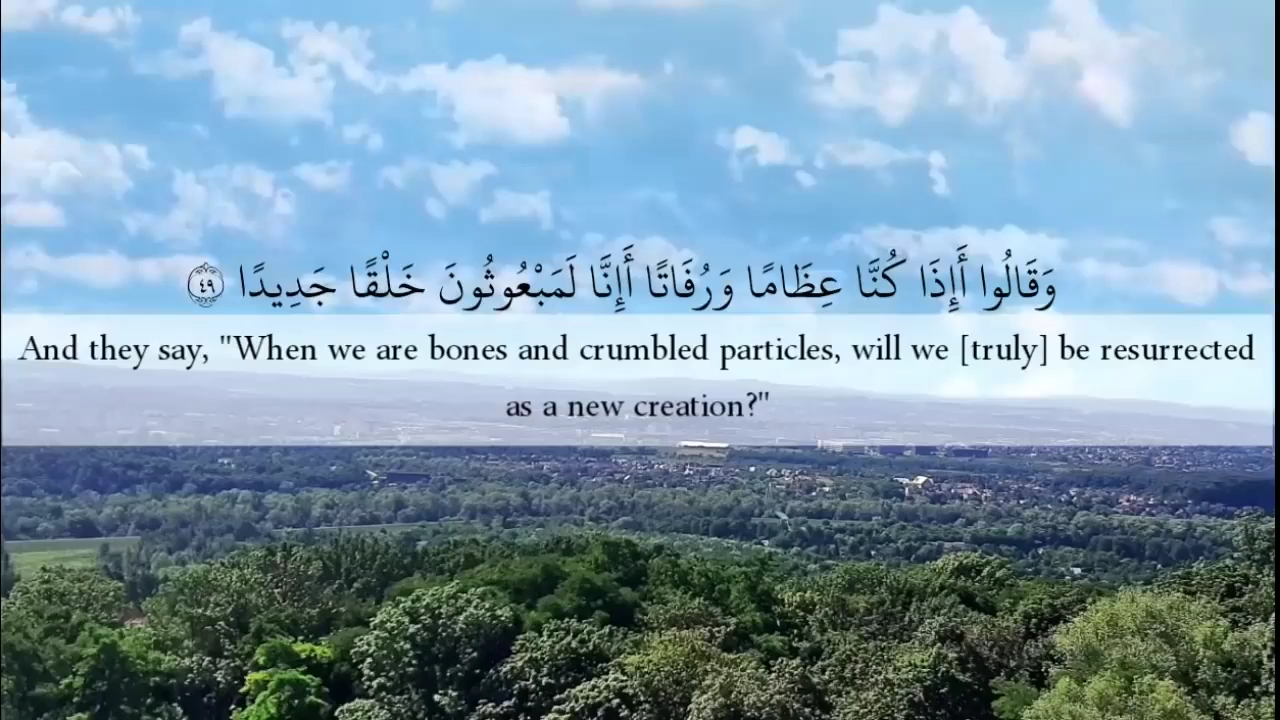 وَقَالُوا أَإِذَا كُنَّا عِظَامًا وَرُفَاتًا أَإِنَّا لَمَبْعُوثُونَ خَلْقًا جَدِيدًا ۝٤٩
And they say, "When we are bones and crumbled particles, will we [truly] be resurrected
as a new creation?"